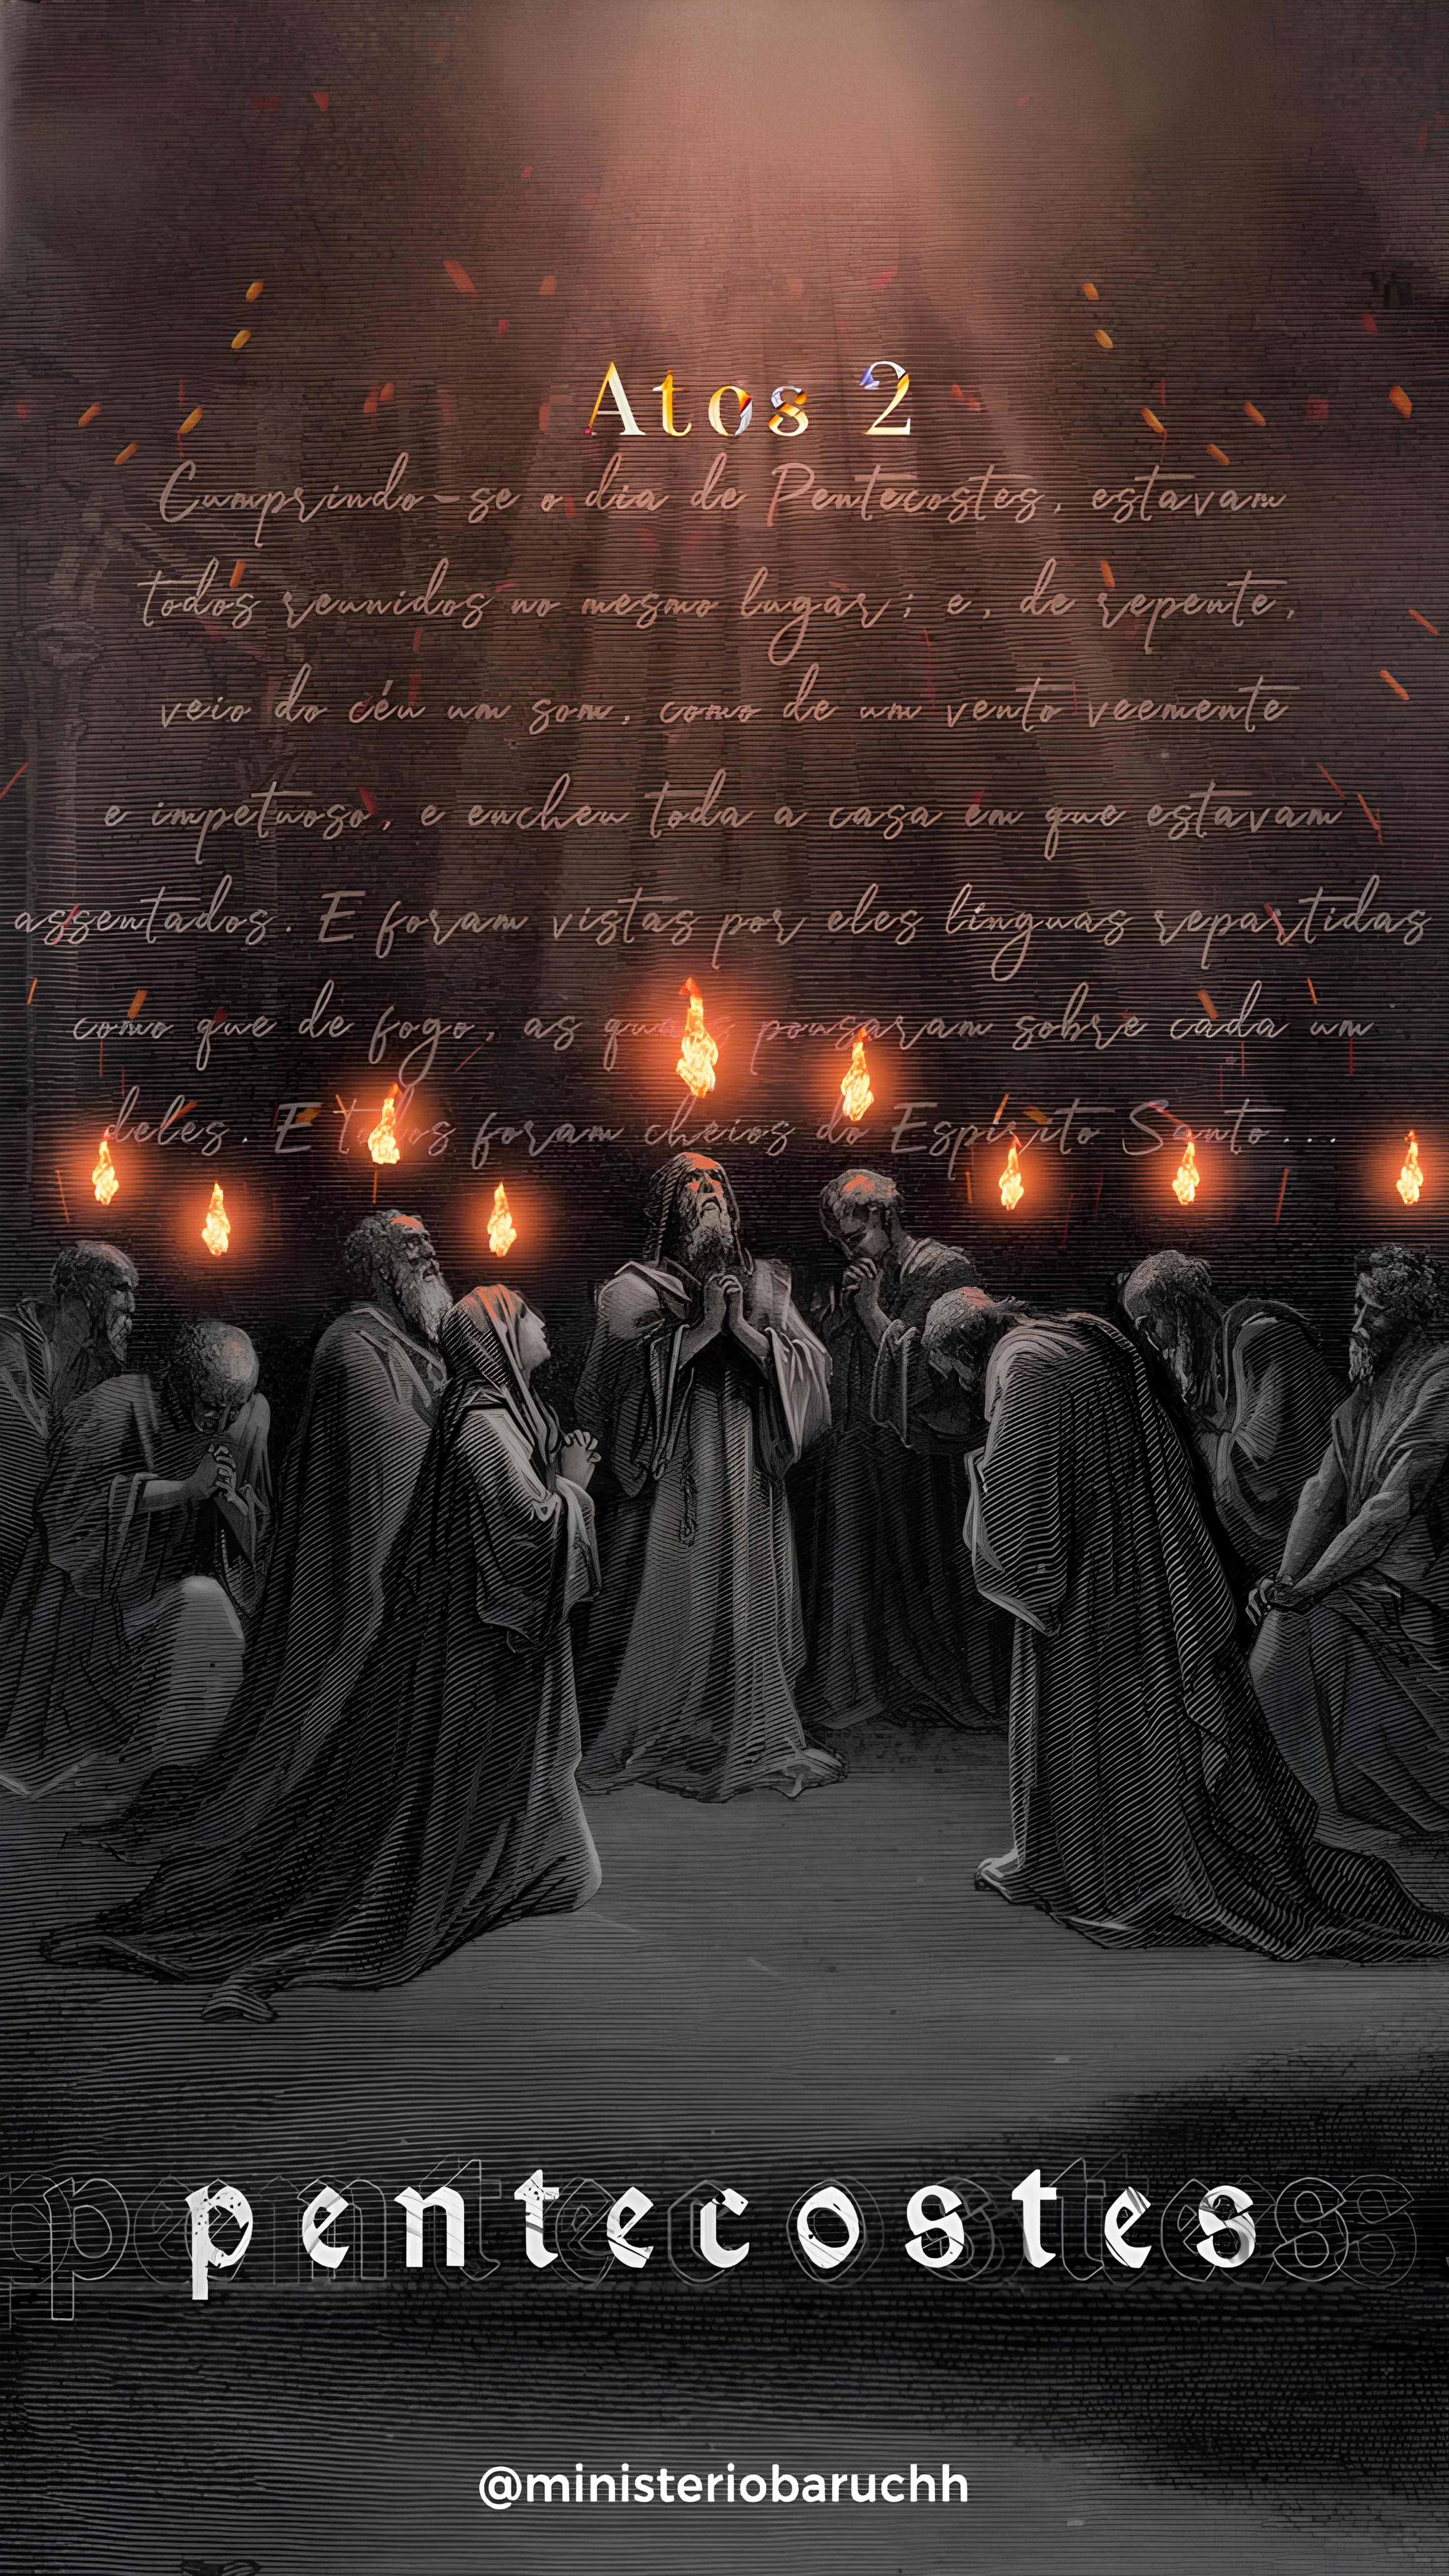 Atos 2
Cumprindo-se o dia de Pentecostes, estavam
todos reunidos no mesmo lugar; e, de repente,
veio do céu um som, como de um vento veemente
e impetuoso, e encheu toda a casa em que estavam
assentados. E foram vistas por eles línguas repartidas
como que de fogo, as quais pousaram sobre cada um
deles. E todos foram cheios do Espírito Santo...
pentecostes
@ministeriobaruchh